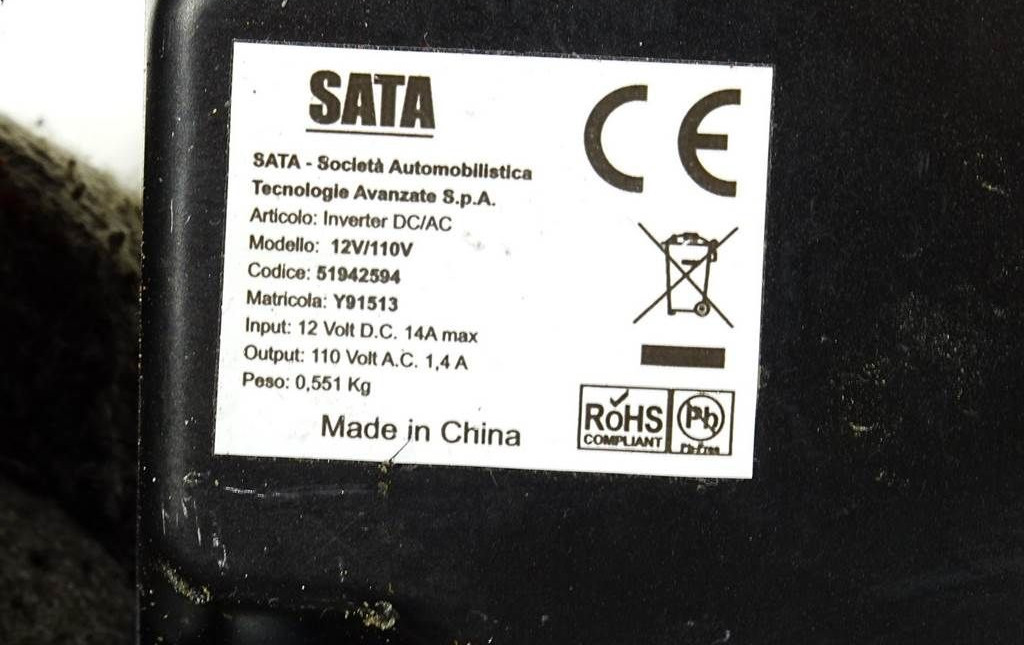 SATA
SATA - Società Automobilistica
Tecnologie Avanzate S.p.A.
Articolo: Inverter DC/AC
Modello: 12V/110V
Codice: 51942594
Matricola: Y91513
Input: 12 Volt D.C. 14A max
Output: 110 Volt A.C. 1,4 A
Peso: 0,551 Kg
Made in China
CE
RoHS
COMPLIANT
Pb
Pb-Free